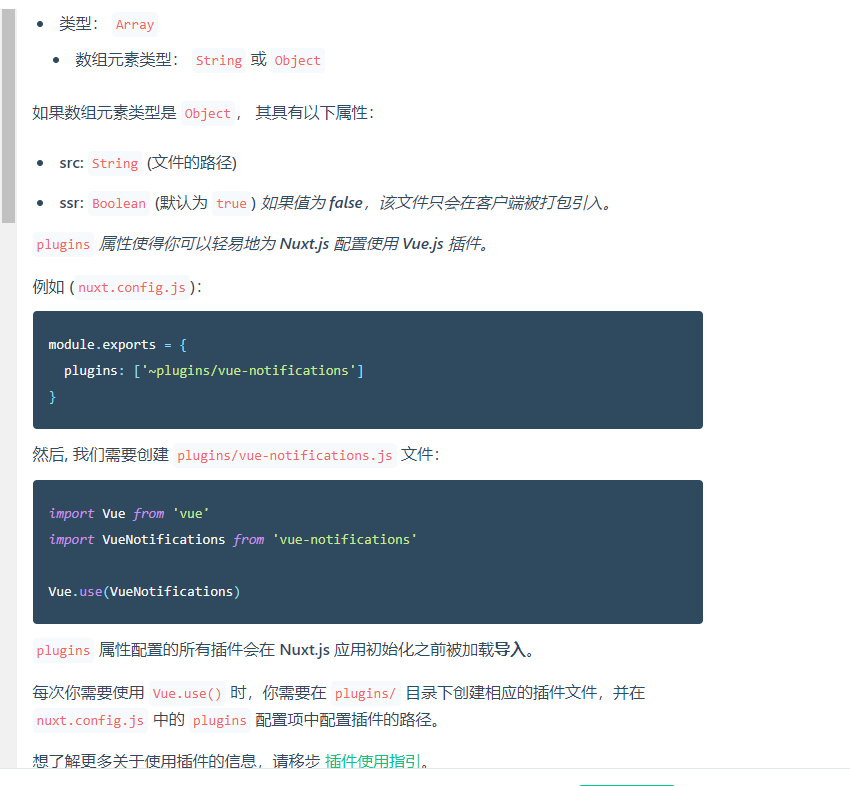 类型： Array
数组元素类型： String 或 Object
如果数组元素类型是 Object ， 其具有以下属性：
src: String (文件的路径)
ssr: Boolean (默认为 true ) 如果值为 false，该文件只会在客户端被打包引入。
plugins 属性使得你可以轻易地为 Nuxt.js 配置使用 Vue.js 插件。
例如 ( nuxt.config.js )：
module.exports = {
  plugins: ['~plugins/vue-notifications']
}
然后, 我们需要创建 plugins/vue-notifications.js 文件：
import Vue from 'vue'
import VueNotifications from 'vue-notifications'
Vue.use(VueNotifications)
plugins 属性配置的所有插件会在 Nuxt.js 应用初始化之前被加载导入。
每次你需要使用 Vue.use() 时，你需要在 plugins/ 目录下创建相应的插件文件，并在
nuxt.config.js 中的 plugins 配置项中配置插件的路径。
想了解更多关于使用插件的信息，请移步 插件使用指引。